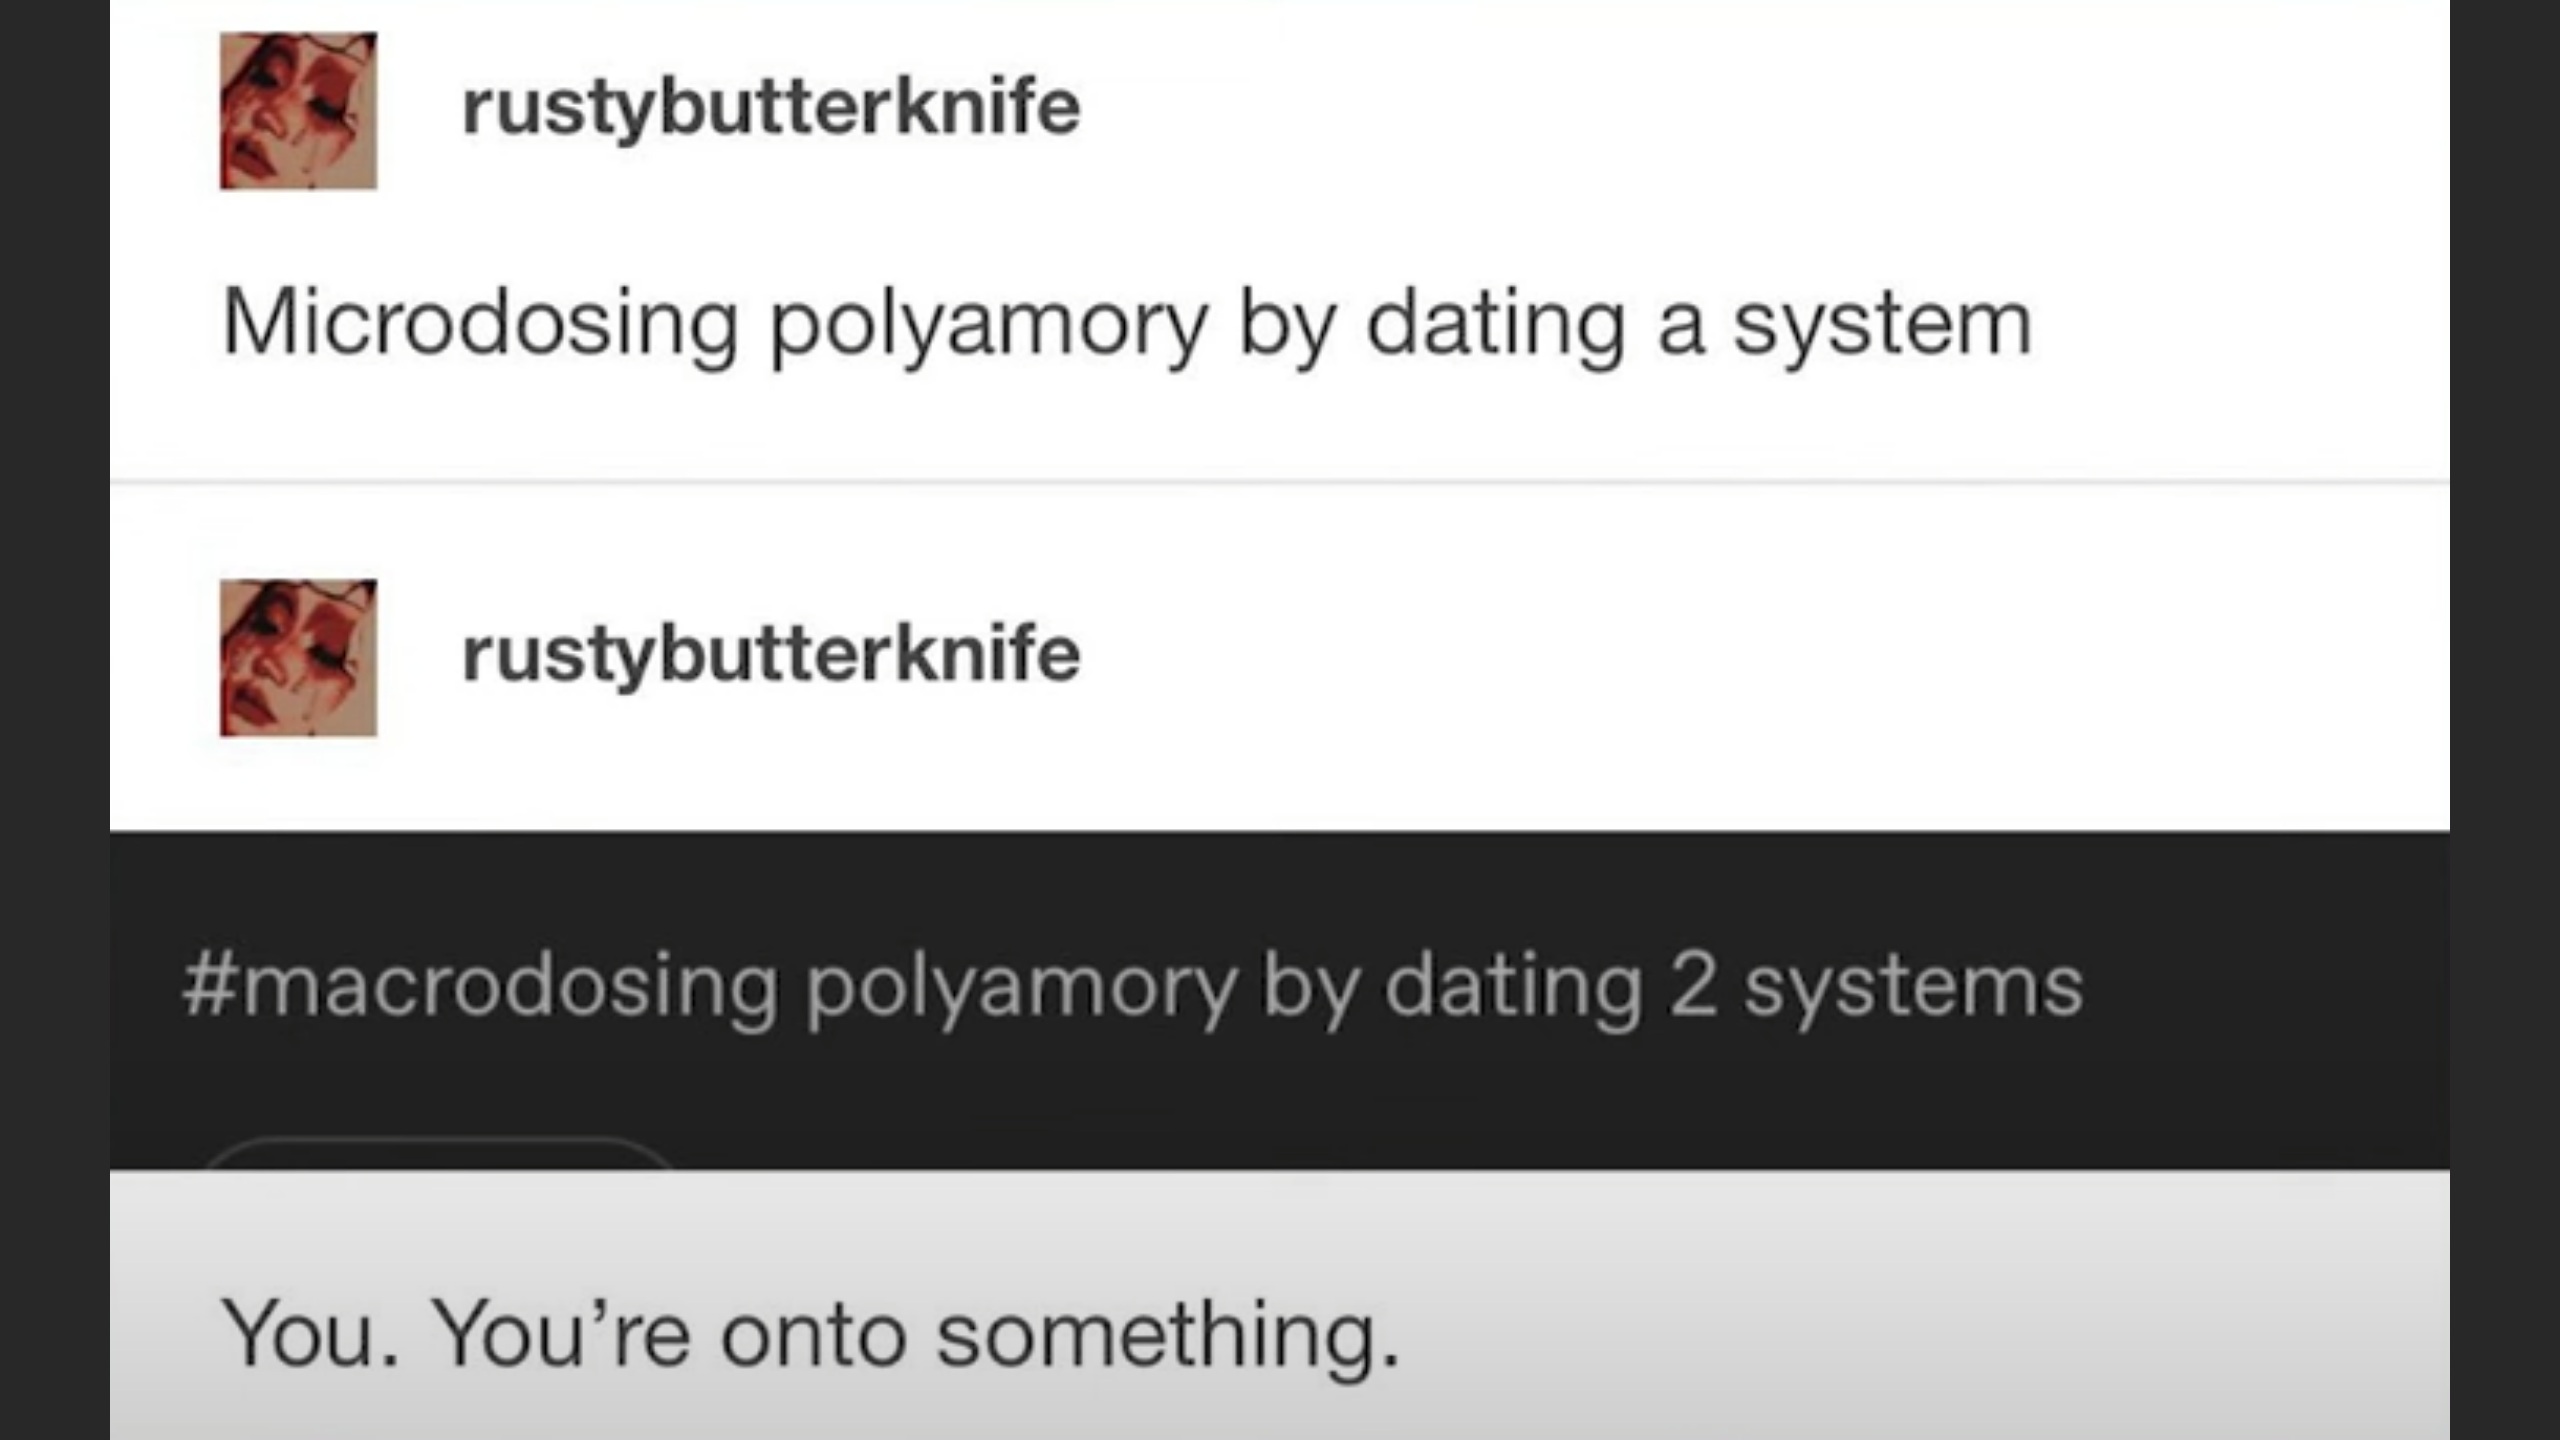 rustybutterknife
Microdosing polyamory by dating a system
rustybutterknife
#macrodosing polyamory by dating 2 systems
You. You’re onto something.